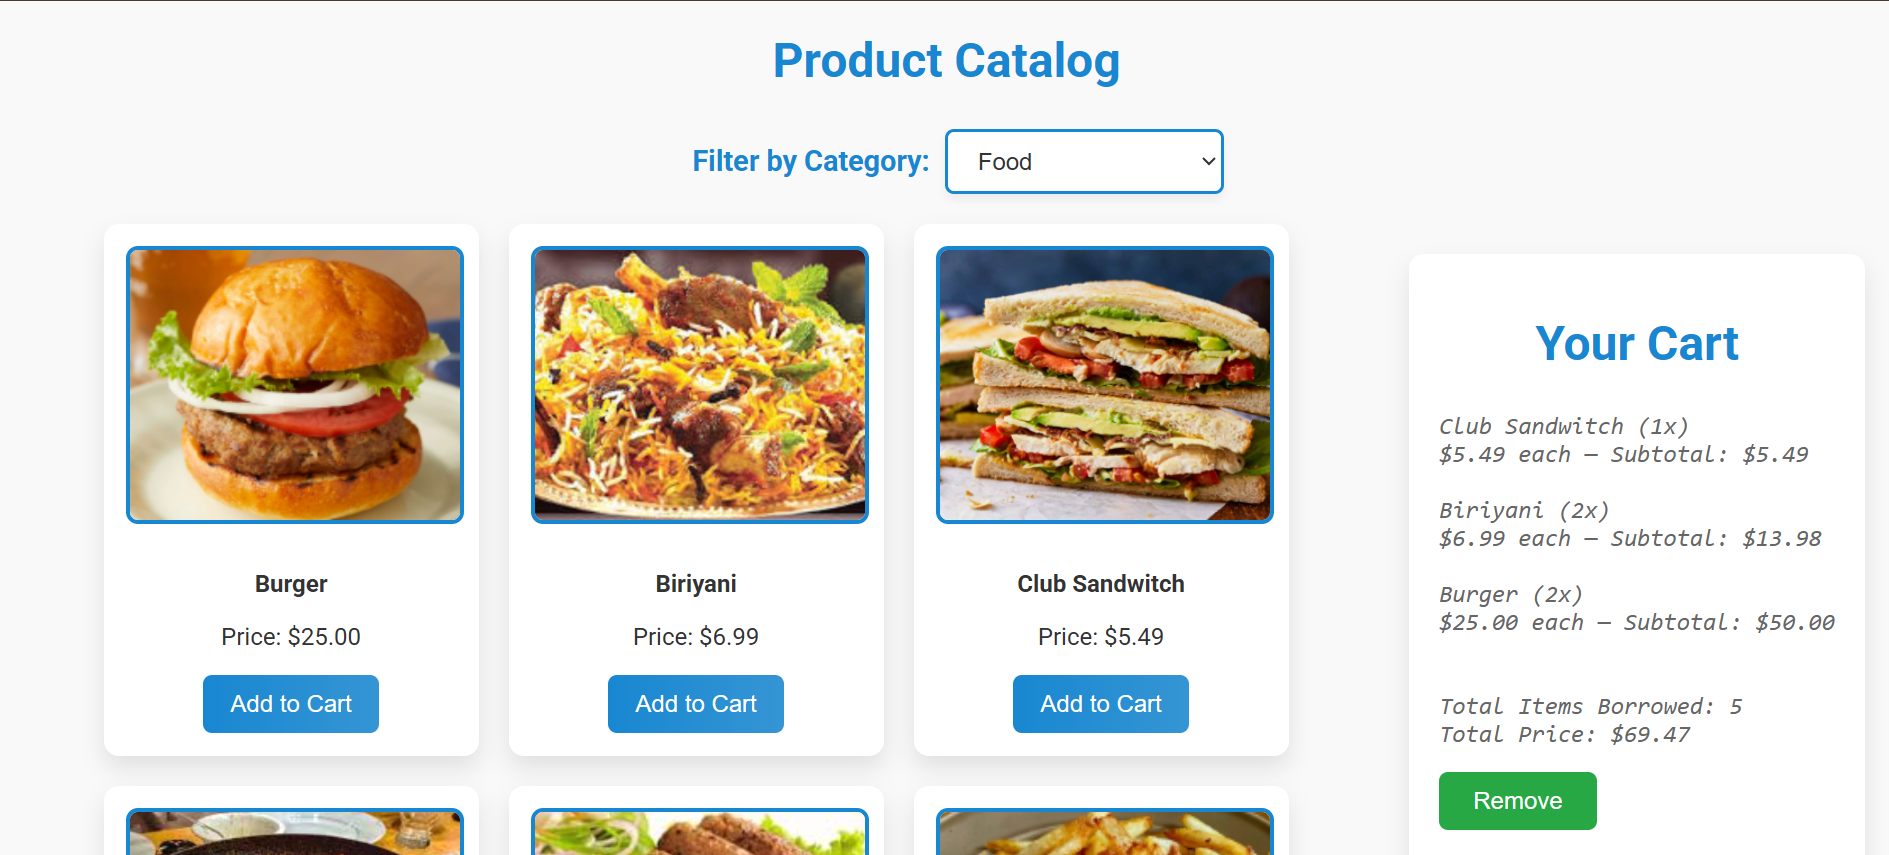 Product Catalog
Filter by Category:
Food
Burger
Price: $25.00
Add to Cart
Biriyani
Price: $6.99
Add to Cart
Club Sandwitch
Price: $5.49
Add to Cart
Your Cart
Club Sandwitch (1x)
$5.49 each – Subtotal: $5.49
Biriyani (2x)
$6.99 each – Subtotal: $13.98
Burger (2x)
$25.00 each – Subtotal: $50.00
Total Items Borrowed: 5
Total Price: $69.47
Remove